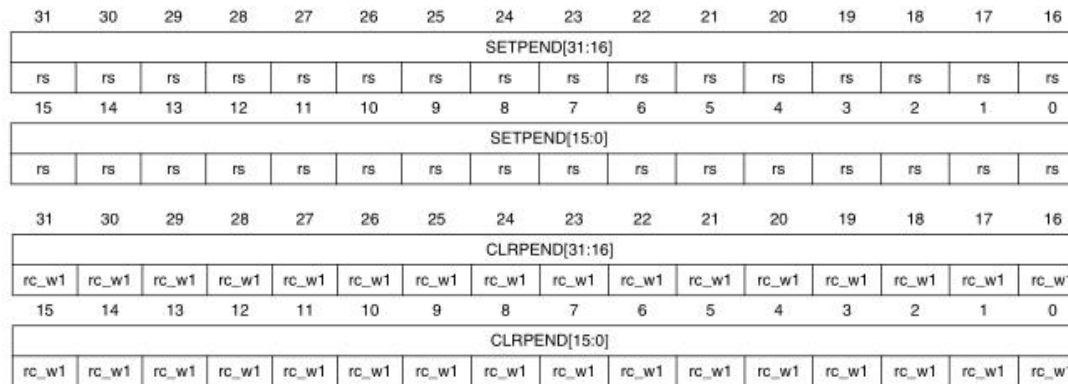 31 30 29 28 27 26 25 24 23 22 21 20 19 18 17 16
SETPEND[31:16]
rs rs rs rs rs rs rs rs rs rs rs rs rs rs rs rs
15 14 13 12 11 10 9 8 7 6 5 4 3 2 1 0
SETPEND[15:0]
rs rs rs rs rs rs rs rs rs rs rs rs rs rs rs rs
31 30 29 28 27 26 25 24 23 22 21 20 19 18 17 16
CLRPEND[31:16]
rc_w1 rc_w1 rc_w1 rc_w1 rc_w1 rc_w1 rc_w1 rc_w1 rc_w1 rc_w1 rc_w1 rc_w1 rc_w1 rc_w1 rc_w1 rc_w1
15 14 13 12 11 10 9 8 7 6 5 4 3 2 1 0
CLRPEND[15:0]
rc_w1 rc_w1 rc_w1 rc_w1 rc_w1 rc_w1 rc_w1 rc_w1 rc_w1 rc_w1 rc_w1 rc_w1 rc_w1 rc_w1 rc_w1 rc_w1